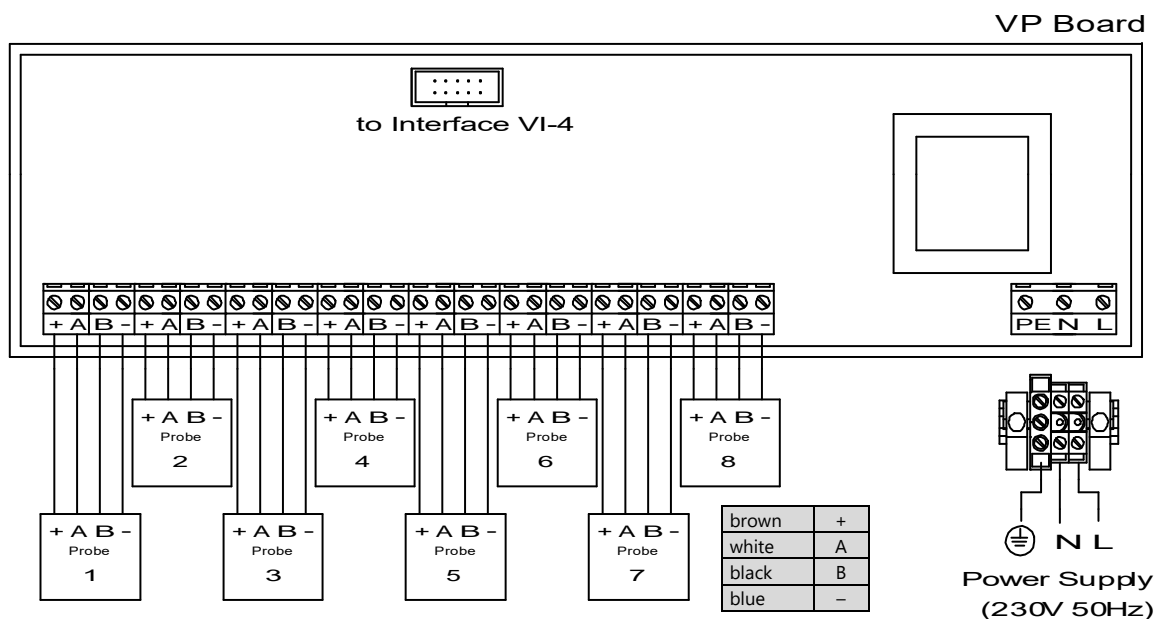 VP Board
to Interface VI-4
+ A B - + A B - + A B - + A B - + A B - + A B - + A B - + A B -
PE N L
+ A B -
Probe
2
+ A B -
Probe
4
+ A B -
Probe
6
+ A B -
Probe
8
+ A B -
Probe
1
+ A B -
Probe
3
+ A B -
Probe
5
+ A B -
Probe
7
brown +
white A
black B
blue –
N L
Power Supply
(230V 50Hz)